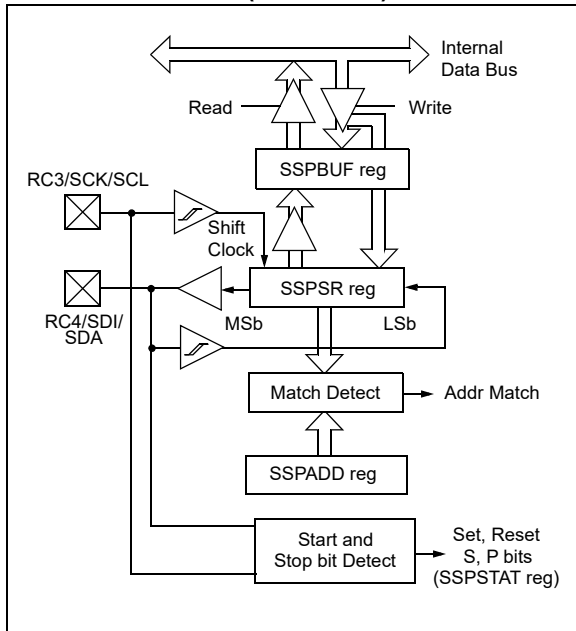 Internal
Data Bus
Read
Write
SSPBUF reg
RC3/SCK/SCL
Shift
Clock
SSPSR reg
MSb
LSb
RC4/SDI/
SDA
Match Detect
Addr Match
SSPADD reg
Start and
Stop bit Detect
Set, Reset
S, P bits
(SSPSTAT reg)